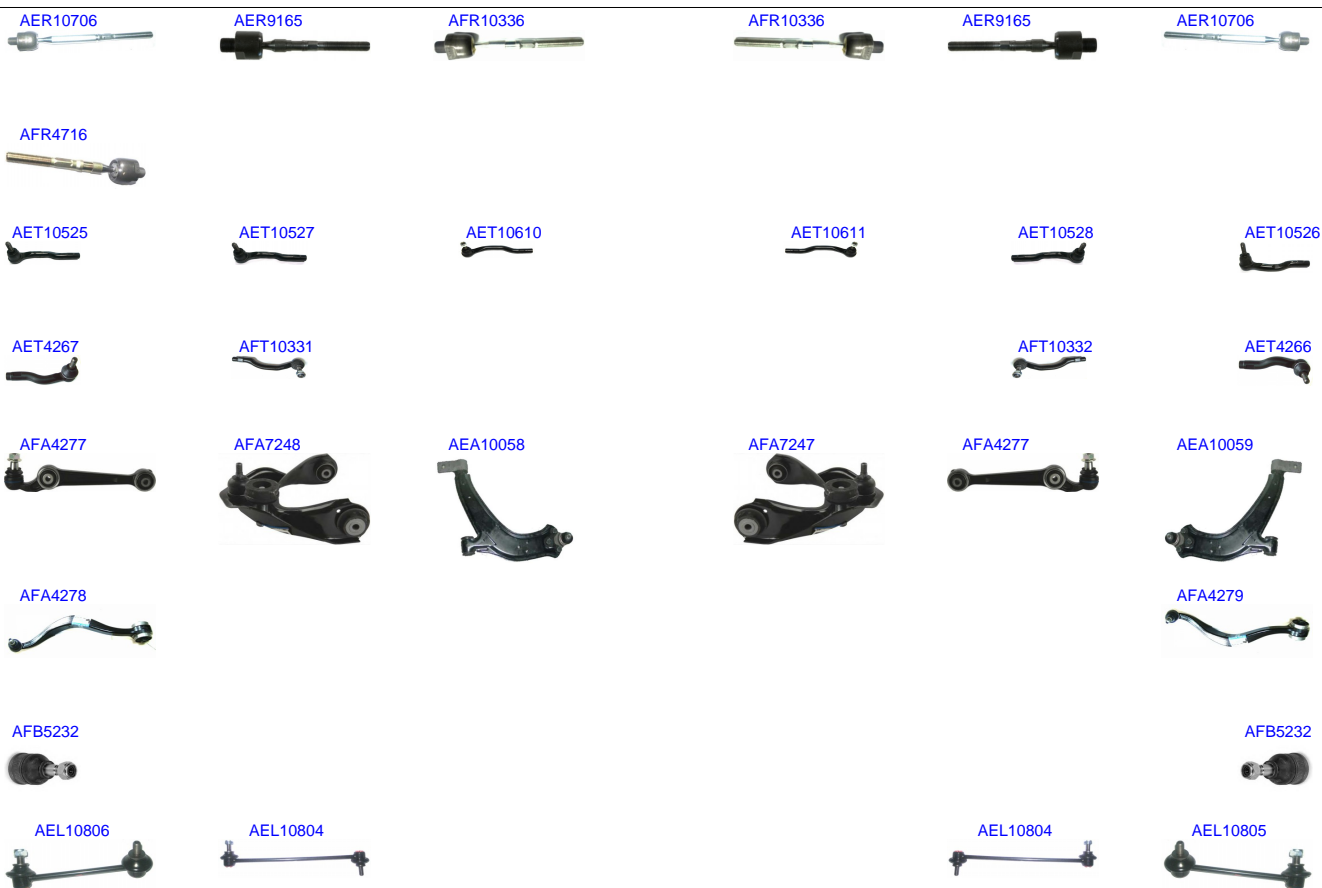 AER10706 AER9165 AFR10336 AFR10336 AER9165 AER10706
AFR4716
AET10525 AET10527 AET10610 AET10611 AET10528 AET10526
AET4267 AFT10331 AFT10332 AET4266
AFA4277 AFA7248 AEA10058 AFA7247 AFA4277 AEA10059
AFA4278 AFA4279
AFB5232 AFB5232
AEL10806 AEL10804 AEL10804 AEL10805